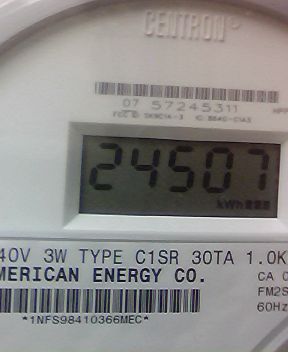 CENTRON
07 57245311
24507
kWh
40V 3W TYPE C1SR 30TA 1.0K
MERICAN ENERGY CO.
CA 0
FM2S
60Hz
*1NFS98410366MEC*